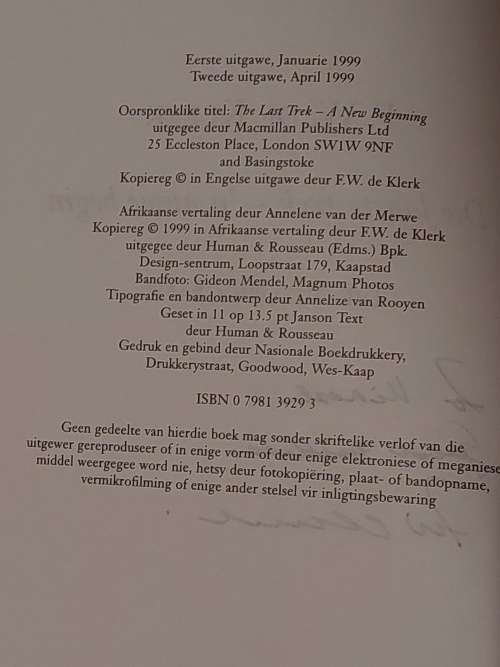 Eerste uitgawe, Januarie 1999
Tweede uitgawe, April 1999
Oorspronklike titel: The Last Trek – A New Beginning
uitgegee deur Macmillan Publishers Ltd
25 Eccleston Place, London SW1W 9NF
and Basingstoke
Kopiereg © in Engelse uitgawe deur F.W. de Klerk
Afrikaanse vertaling deur Annelene van der Merwe
Kopiereg © 1999 in Afrikaanse vertaling deur F.W. de Klerk
uitgegee deur Human & Rousseau (Edms.) Bpk.
Design-sentrum, Loopstraat 179, Kaapstad
Bandfoto: Gideon Mendel, Magnum Photos
Tipografie en bandontwerp deur Annelize van Rooyen
Geset in 11 op 13.5 pt Janson Text
deur Human & Rousseau
Gedruk en gebind deur Nasionale Boekdrukkery,
Drukkerystraat, Goodwood, Wes-Kaap
ISBN 0 7981 3929 3
Geen gedeelte van hierdie boek mag sonder skriftelike verlof van die
uitgewer gereproduseer of in enige vorm of deur enige elektroniese of meganiese
middel weergegee word nie, hetsy deur fotokopiëring, plaat- of bandopname,
vermikrofilming of enige ander stelsel vir inligtingsbewaring